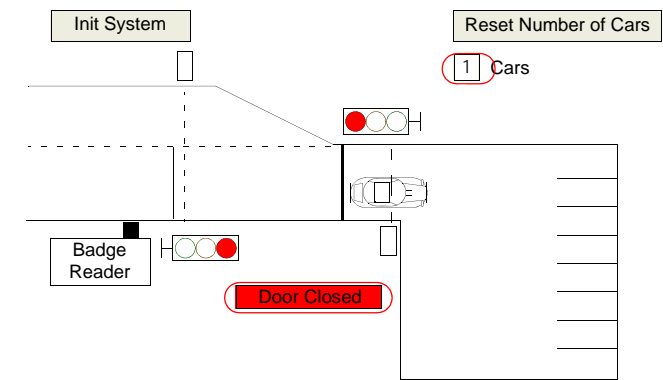 Init System
Reset Number of Cars
1 Cars
Badge
Reader
Door Closed